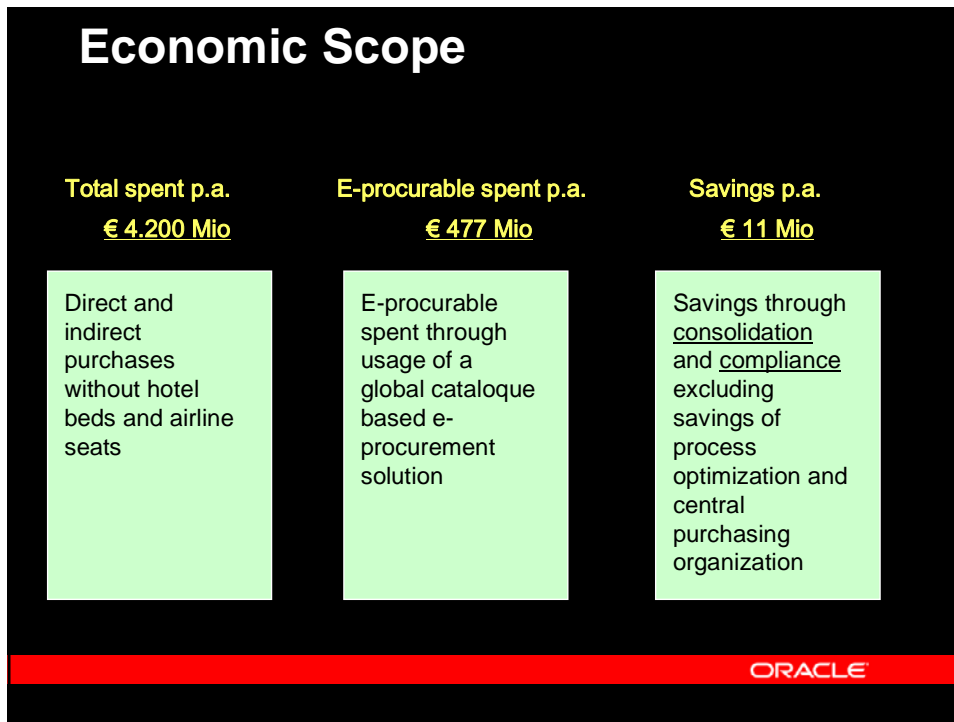 Economic Scope
Total spent p.a.
€ 4.200 Mio
Direct and
indirect
purchases
without hotel
beds and airline
seats
E-procurable spent p.a.
€ 477 Mio
E-procurable
spent through
usage of a
global cataloque
based e-
procurement
solution
Savings p.a.
€ 11 Mio
Savings through
consolidation
and compliance
excluding
savings of
process
optimization and
central
purchasing
organization
ORACLE